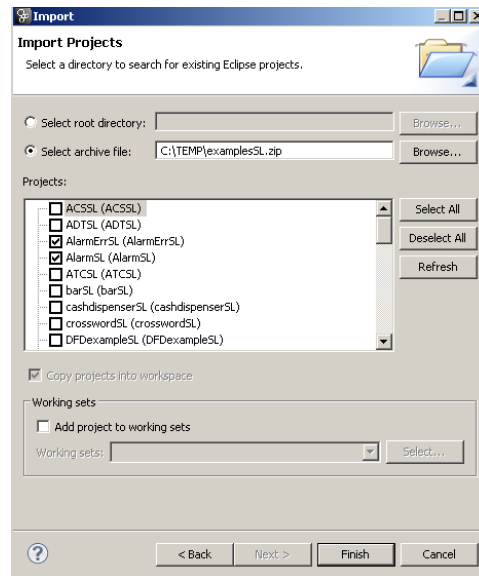 Import
Import Projects
Select a directory to search for existing Eclipse projects.
Select root directory:
Browse...
Select archive file:
C:\TEMP\examplesSL.zip
Browse...
Projects:
ACSSL (ACSSL)
ADTSL (ADTSL)
AlarmErrSL (AlarmErrSL)
AlarmSL (AlarmSL)
ATCSL (ATCSL)
barSL (barSL)
cashdispenserSL (cashdispenserSL)
crosswordSL (crosswordSL)
DFDexampleSL (DFDexampleSL)
Select All
Deselect All
Refresh
Copy projects into workspace
Working sets
Add project to working sets
Working sets:
Select...
?
< Back
Next >
Finish
Cancel